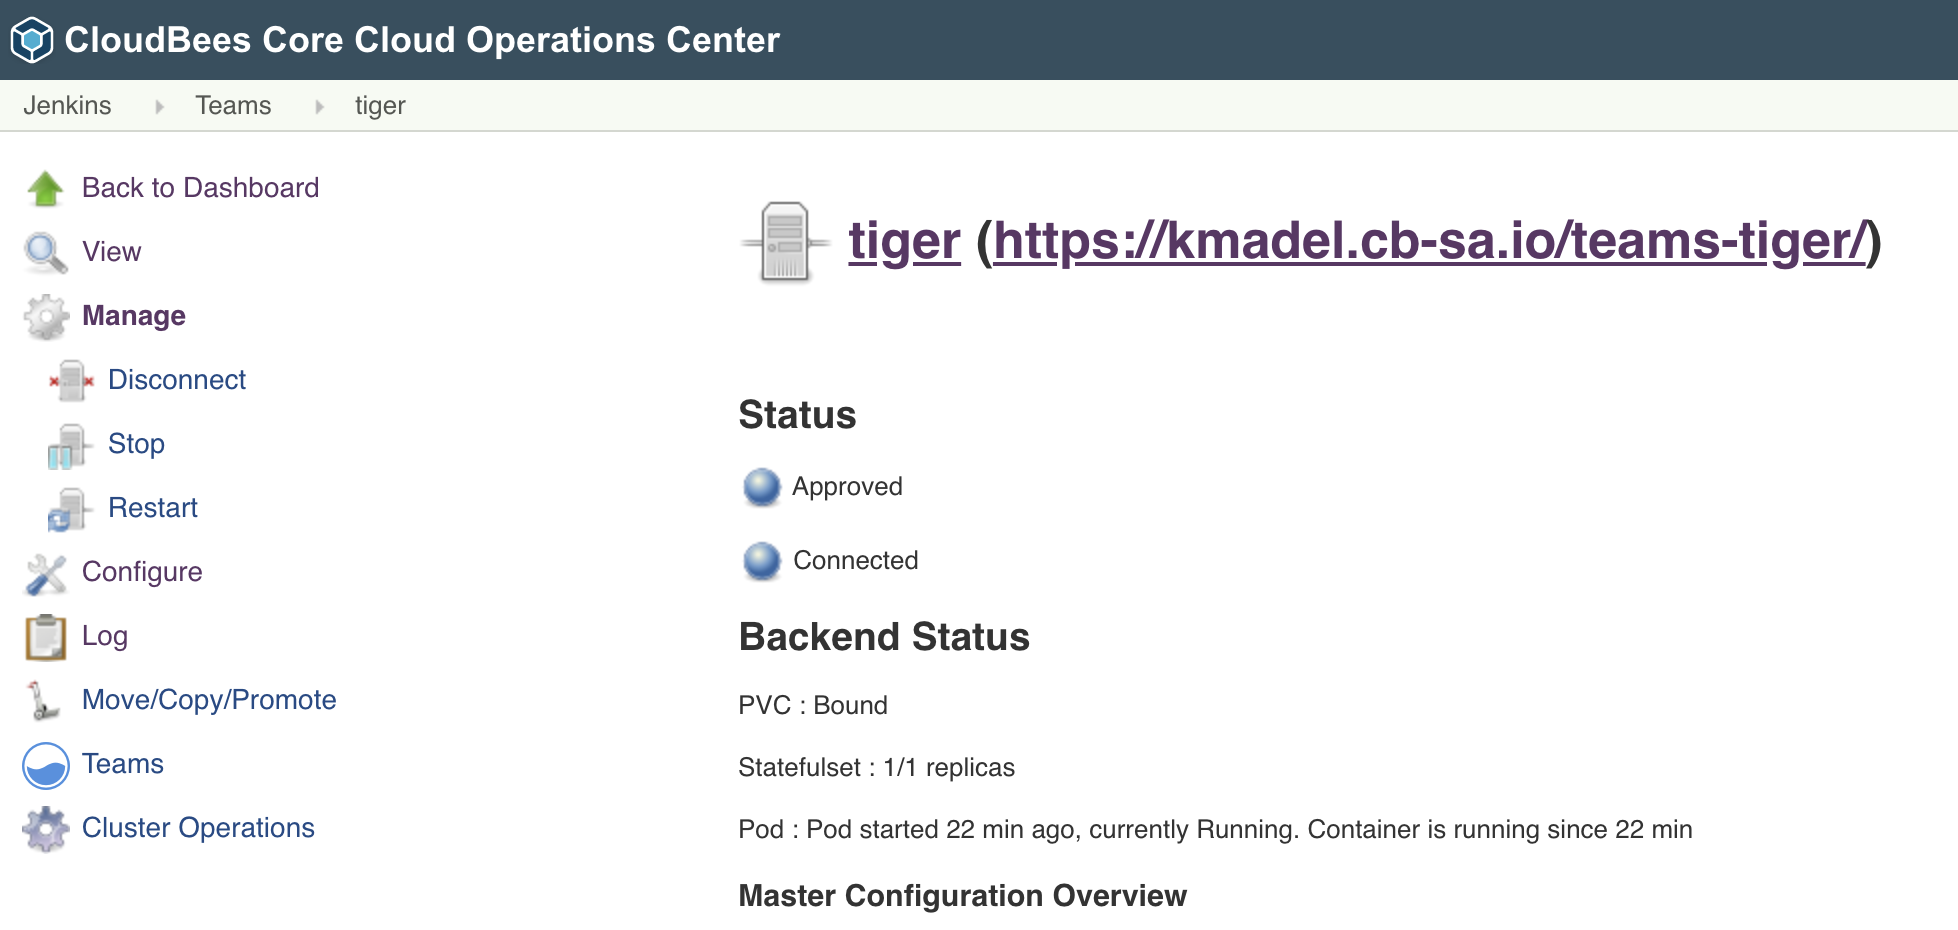 CloudBees Core Cloud Operations Center
Jenkins Teams tiger
Back to Dashboard
View
Manage
Disconnect
Stop
Restart
Configure
Log
Move/Copy/Promote
Teams
Cluster Operations
tiger (https://kmadel.cb-sa.io/teams-tiger/)
Status
Approved
Connected
Backend Status
PVC : Bound
Statefulset : 1/1 replicas
Pod : Pod started 22 min ago, currently Running. Container is running since 22 min
Master Configuration Overview